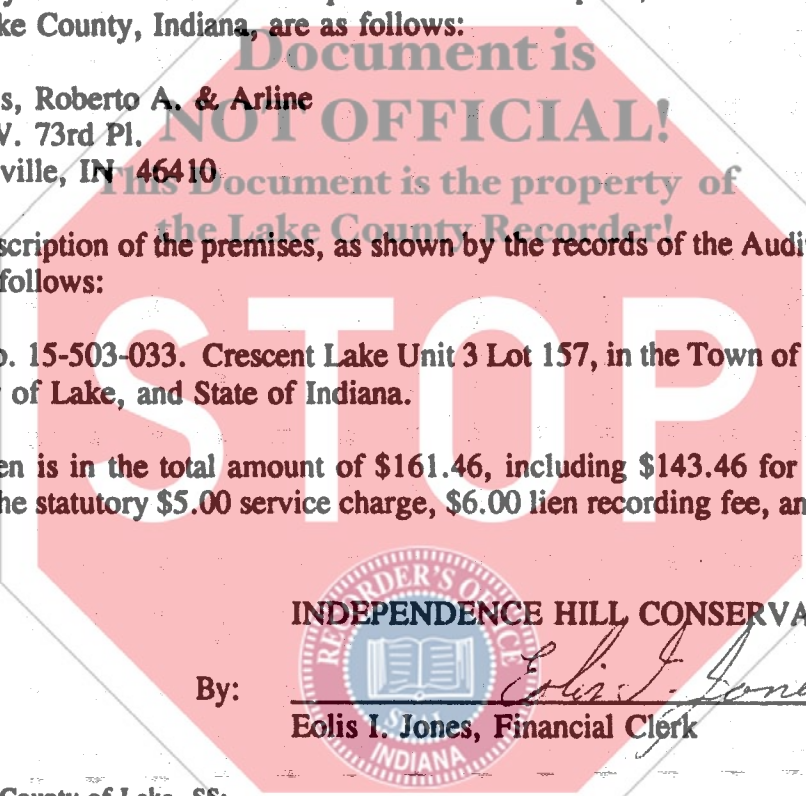 ke County, Indiana, are as follows:
Document is
s, Roberto A. & Arline
NOT OFFICIAL!
W. 73rd Pl.
ville, IN 46410
This Document is the property of
the Lake County Recorder!
scription of the premises, as shown by the records of the Audi
follows:
o. 15-503-033. Crescent Lake Unit 3 Lot 157, in the Town of
of Lake, and State of Indiana.
STOP
en is in the total amount of $161.46, including $143.46 for
he statutory $5.00 service charge, $6.00 lien recording fee, an
RECORDER'S OFFICE
SEAL
INDIANA
INDEPENDENCE HILL CONSERVA
By: Eolis I. Jone
Eolis I. Jones, Financial Clerk
County of Lake, SS: